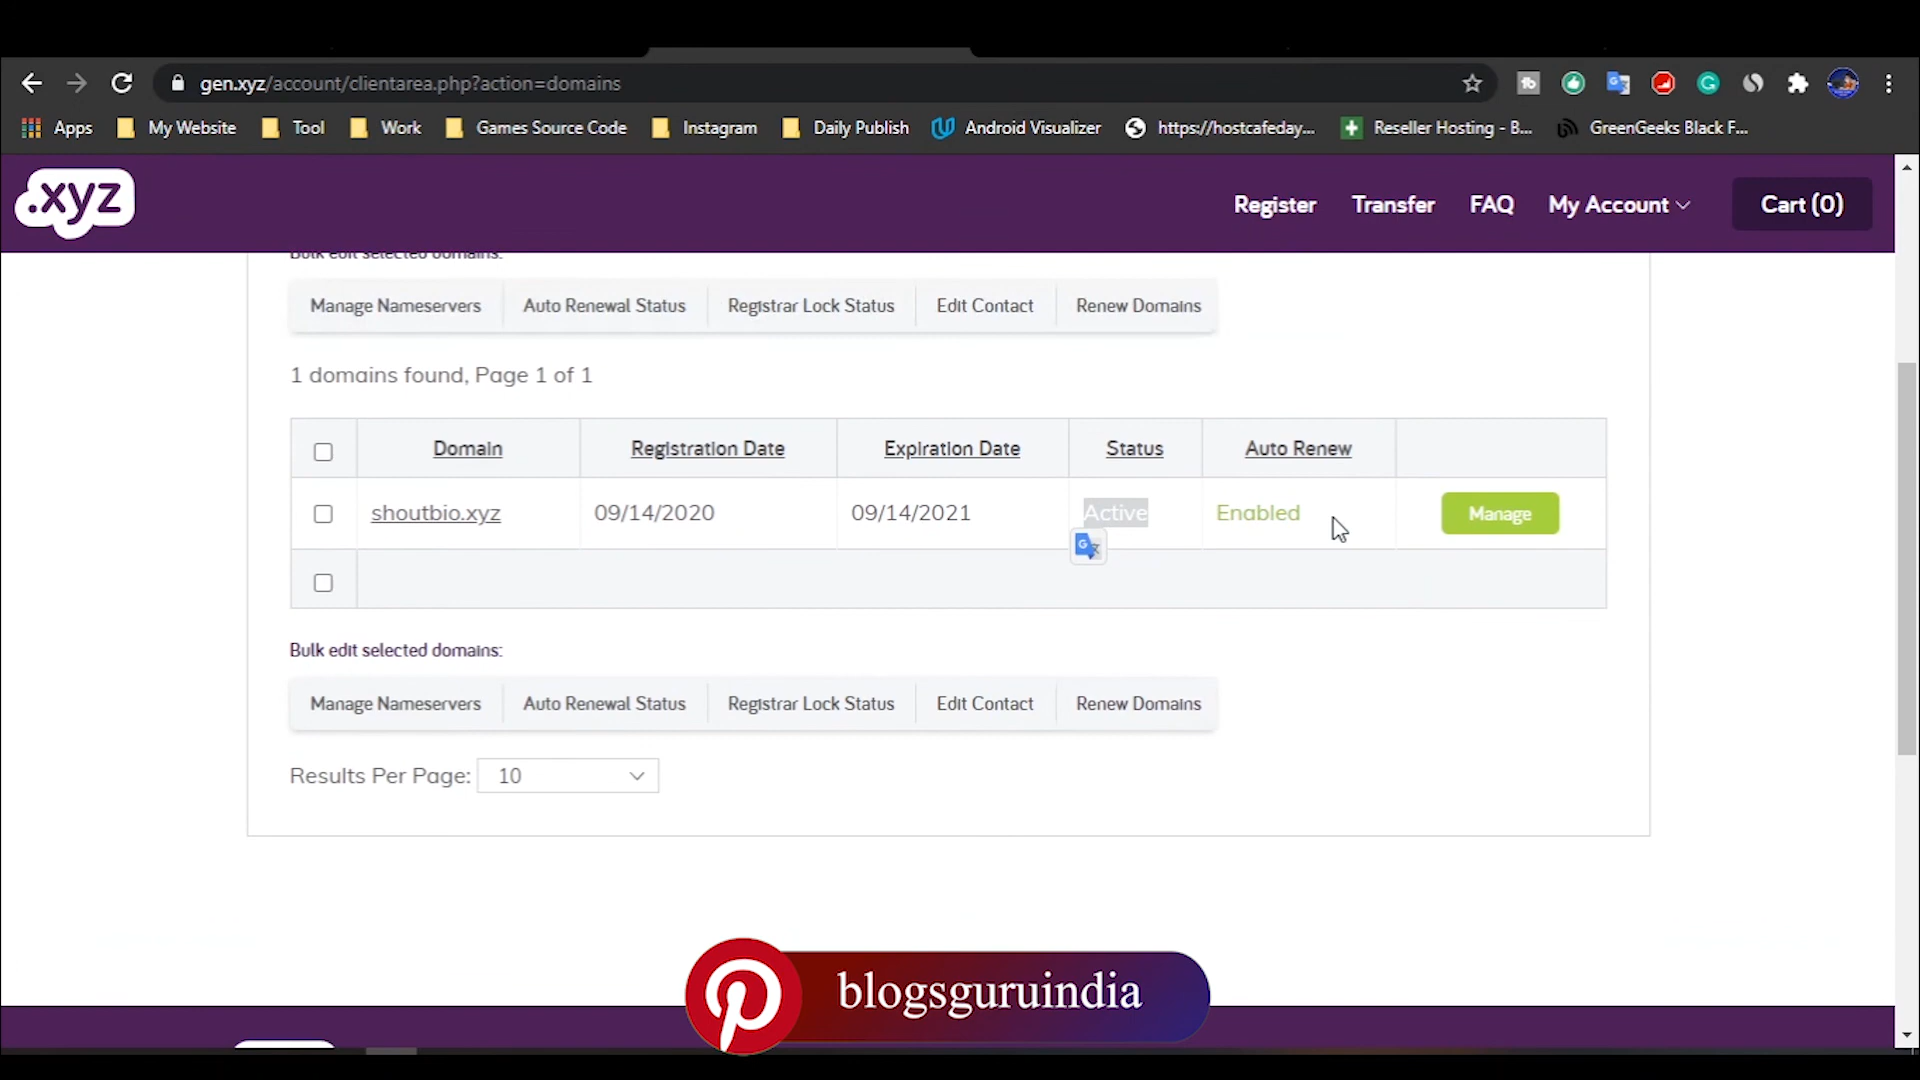 gen.xyz/account/clientarea.php?action=domains
Apps My Website Tool Work Games Source Code Instagram Daily Publish Android Visualizer https://hostcafeday... Reseller Hosting - B... GreenGeeks Black F...
.xyz Register Transfer FAQ My Account Cart (0)
Bulk edit selected domains:
Manage Nameservers Auto Renewal Status Registrar Lock Status Edit Contact Renew Domains
1 domains found, Page 1 of 1
Domain Registration Date Expiration Date Status Auto Renew
shoutbio.xyz 09/14/2020 09/14/2021 Active Enabled Manage
Bulk edit selected domains:
Manage Nameservers Auto Renewal Status Registrar Lock Status Edit Contact Renew Domains
Results Per Page: 10
blogsguruindia